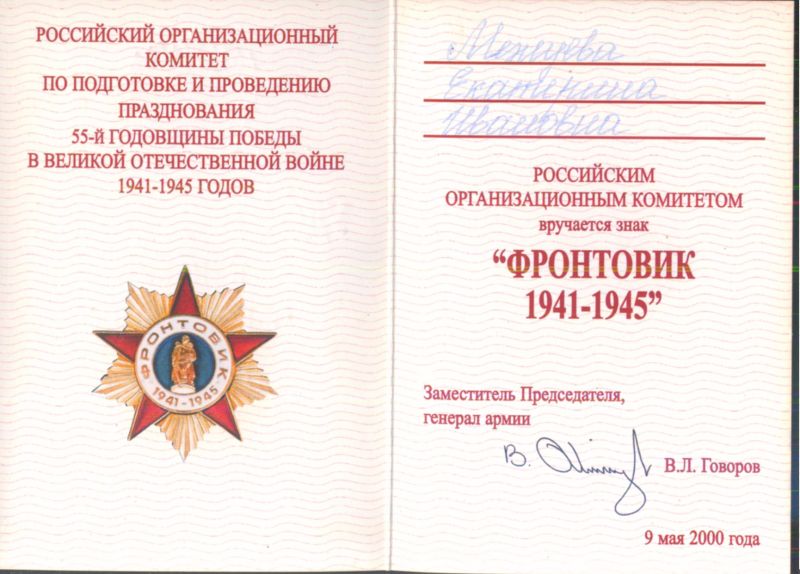 РОССИЙСКИЙ ОРГАНИЗАЦИОННЫЙ
КОМИТЕТ
ПО ПОДГОТОВКЕ И ПРОВЕДЕНИЮ
ПРАЗДНОВАНИЯ
55-й ГОДОВЩИНЫ ПОБЕДЫ
В ВЕЛИКОЙ ОТЕЧЕСТВЕННОЙ ВОЙНЕ
1941-1945 ГОДОВ
ФРОНТОВИК
1941-1945
Екатирина
Ивановна
РОССИЙСКИМ
ОРГАНИЗАЦИОННЫМ КОМИТЕТОМ
вручается знак
“ФРОНТОВИК
1941-1945”
Заместитель Председателя,
генерал армии
В.Л. Говоров
9 мая 2000 года